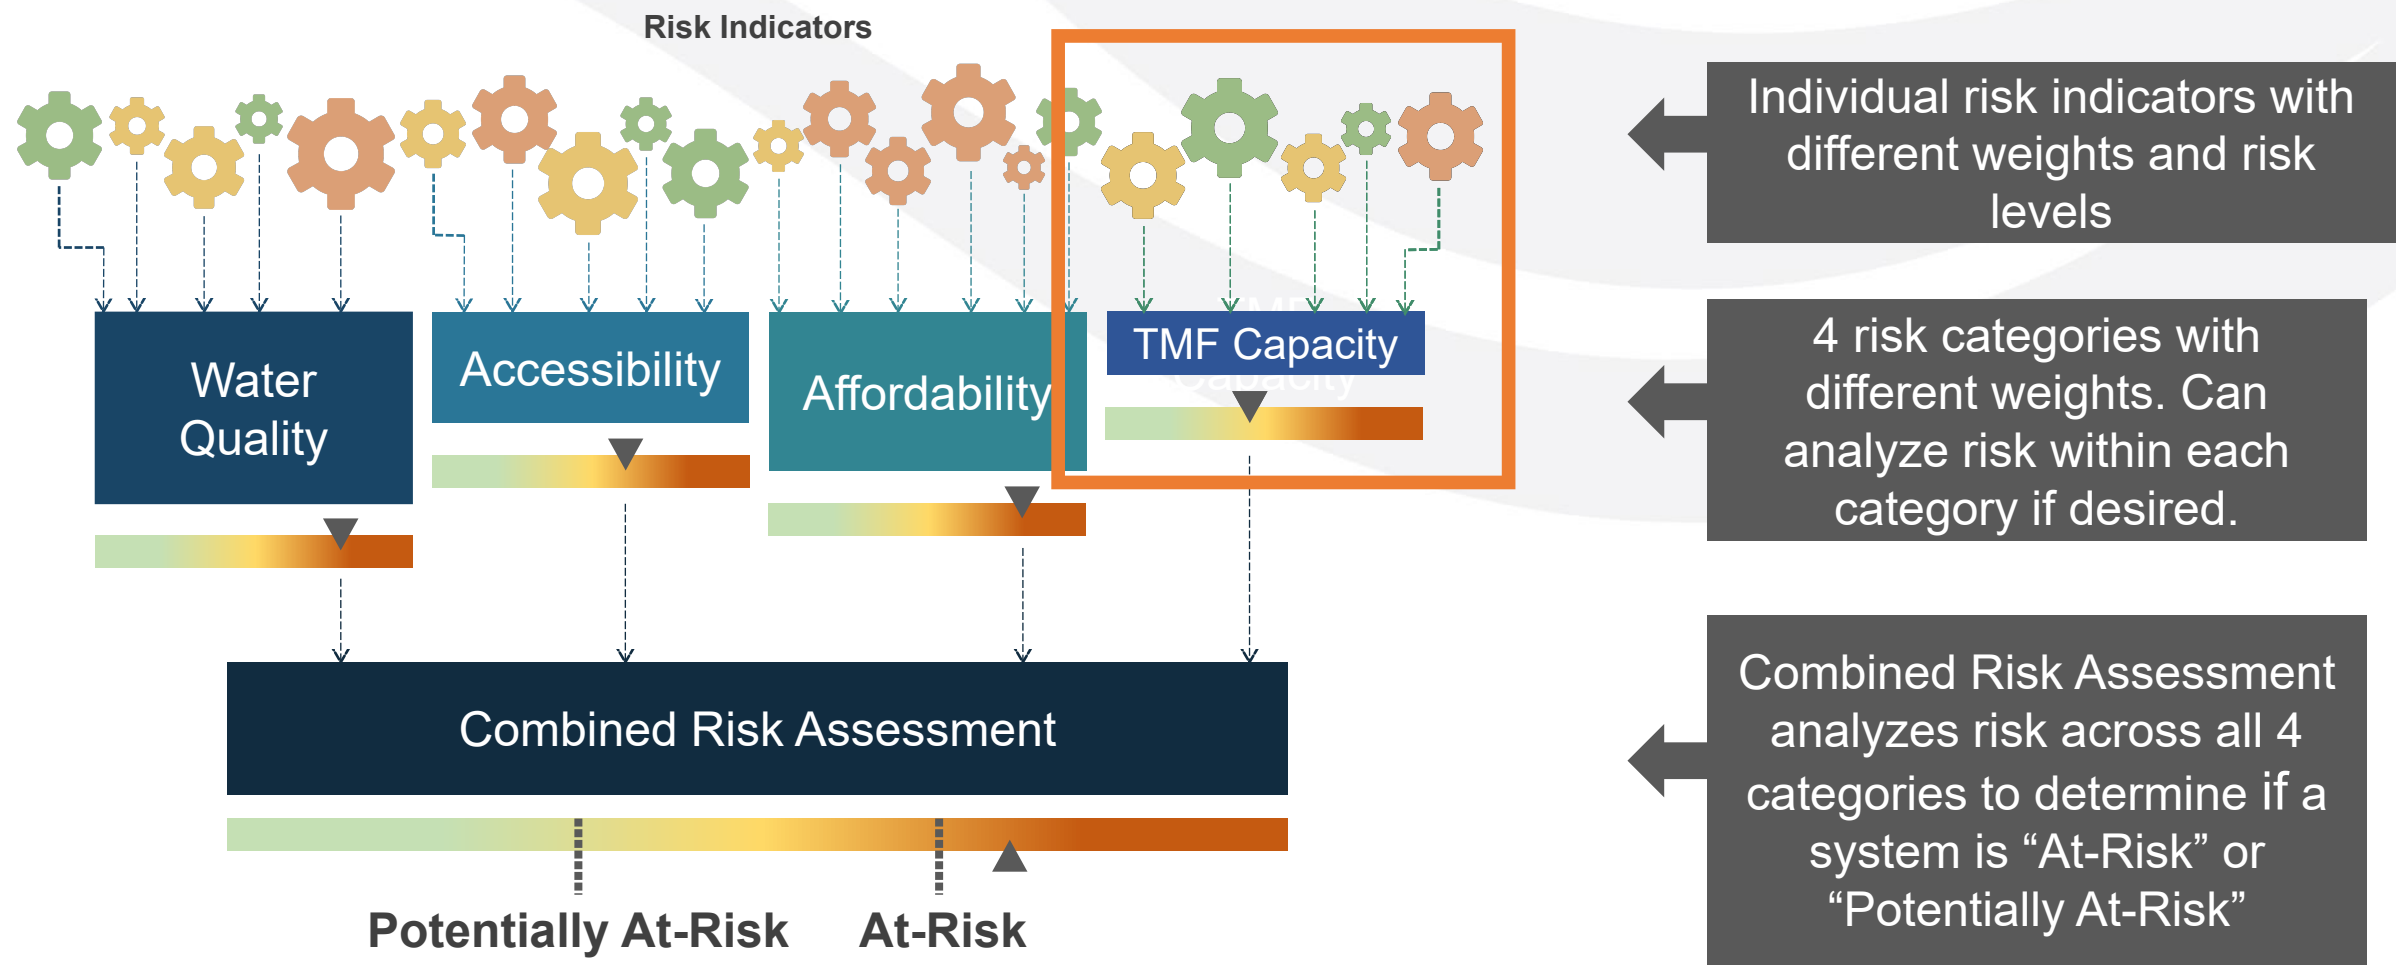 Risk Indicators
Individual risk indicators with
different weights and risk
levels
Water
Quality
Accessibility
Affordability
TMF
Capacity
TMF Capacity
4 risk categories with
different weights. Can
analyze risk within each
category if desired.
Combined Risk Assessment
Combined Risk Assessment
analyzes risk across all 4
categories to determine if a
system is “At-Risk” or
“Potentially At-Risk”
Potentially At-Risk
At-Risk